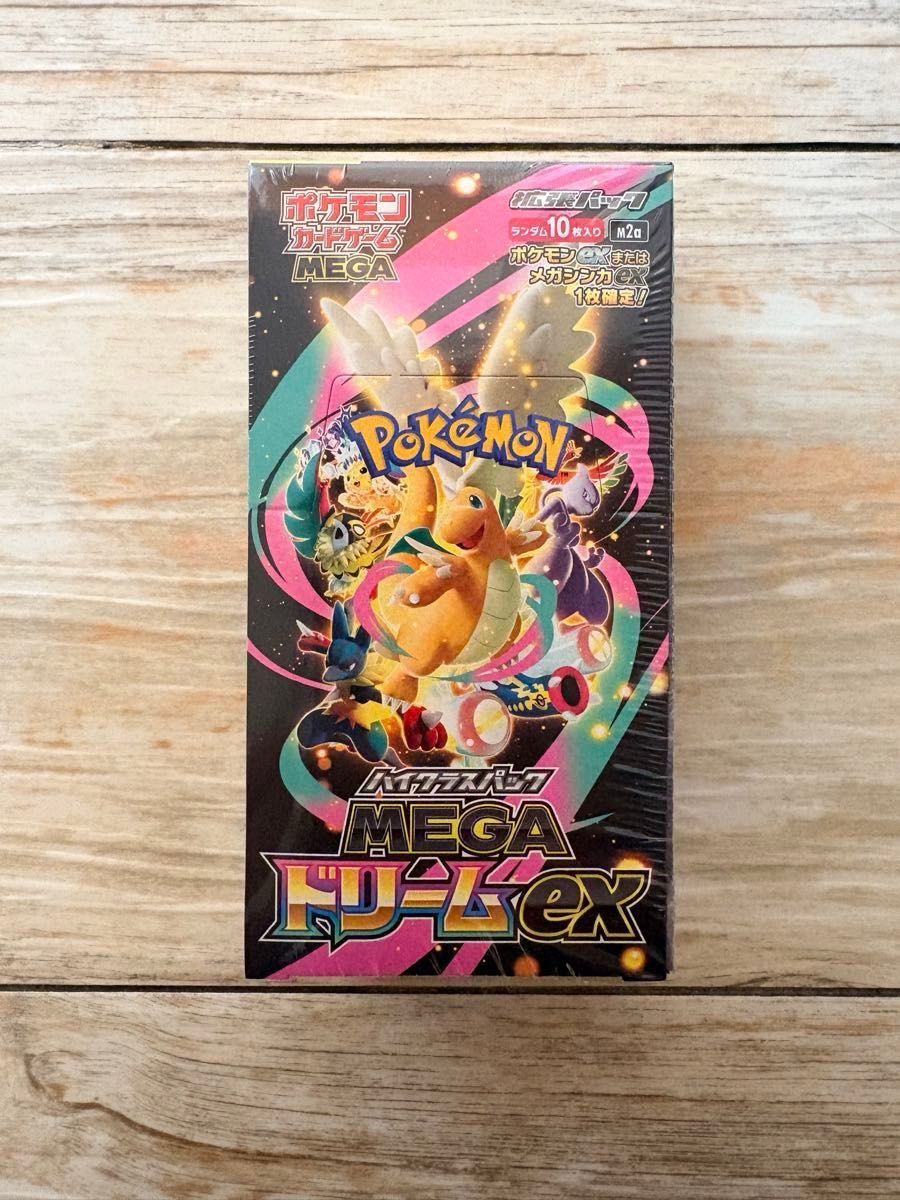 ポケモン
カードゲーム
MEGA
拡張パック
ランダム10枚入り M2a
ポケモンexまたは
メガシンカex
1枚確定!
POKéMON
TM
ハイクラスパック
MEGA
ドリームex